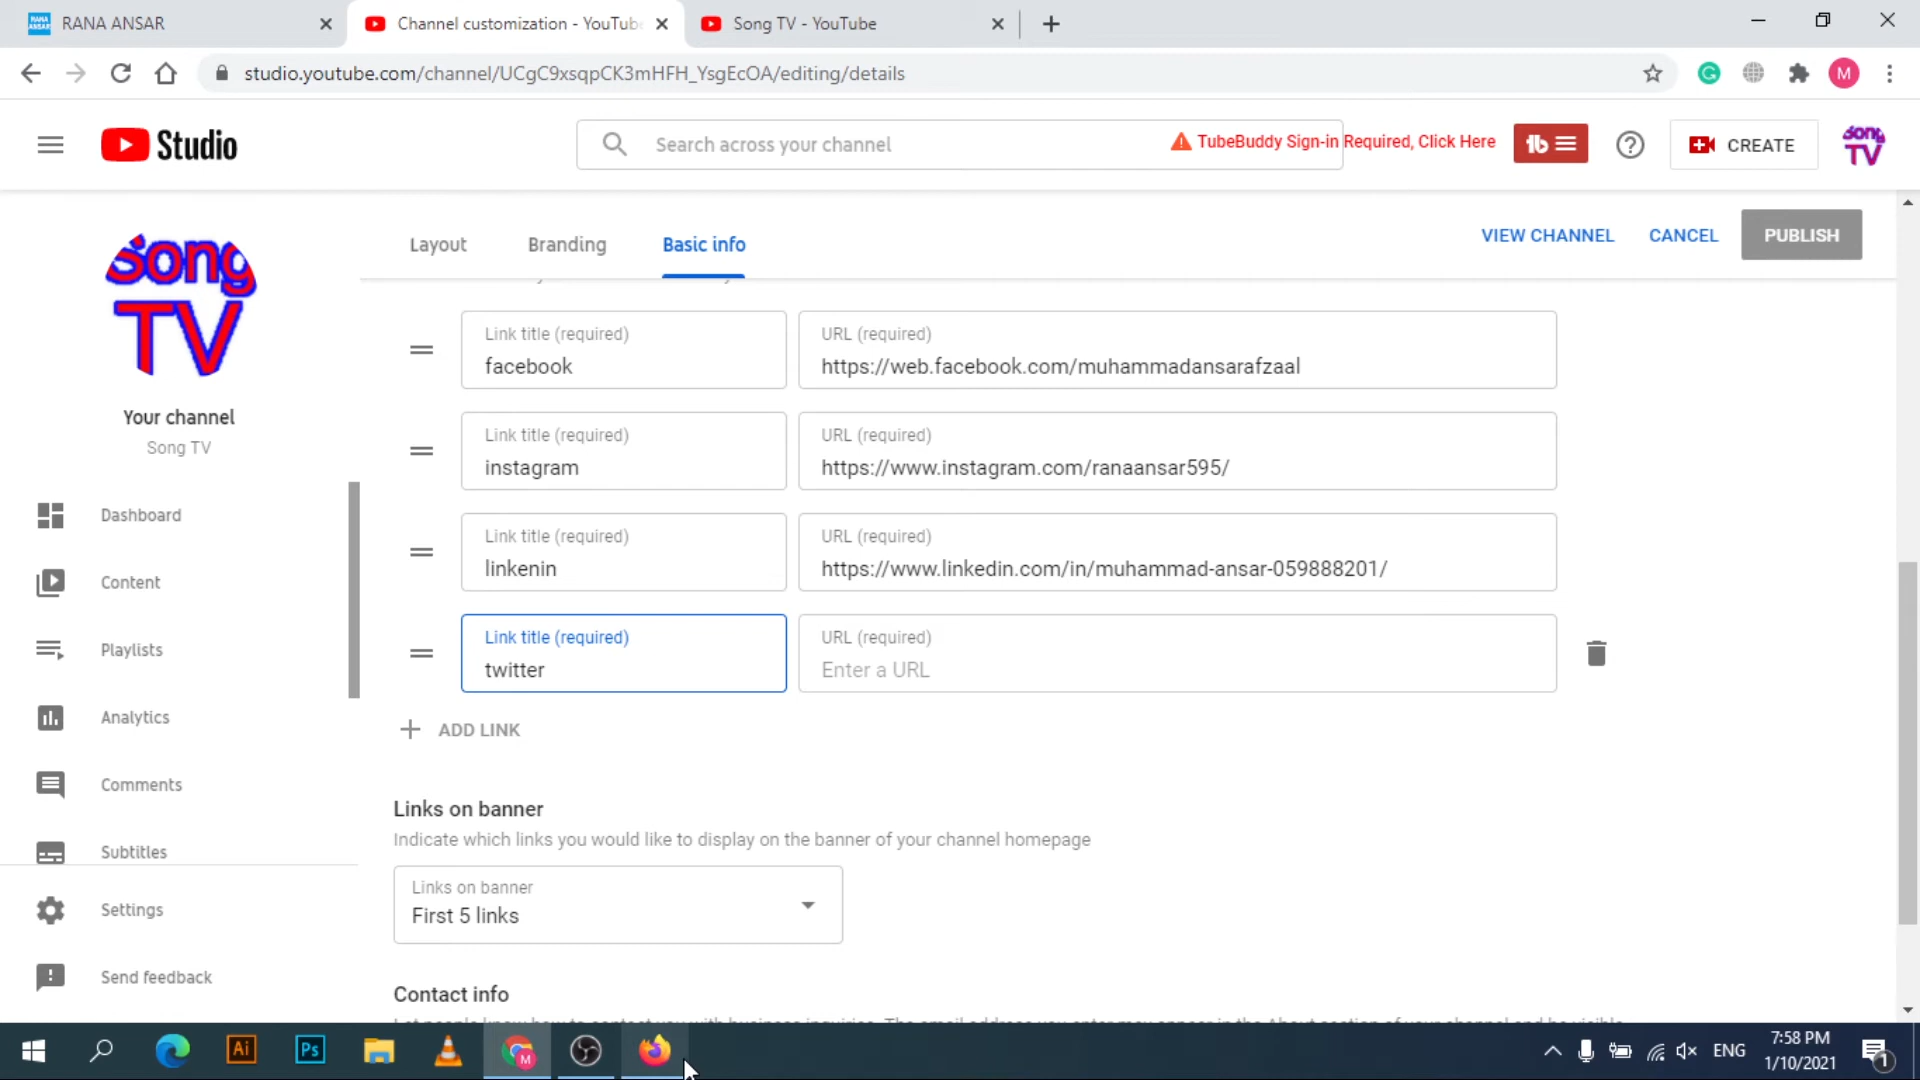 RANA ANSAR
Channel customization - YouTub
Song TV - YouTube
studio.youtube.com/channel/UCgC9xsqpCK3mHFH_YsgEcOA/editing/details
G
M
Studio
Search across your channel
TubeBuddy Sign-in Required, Click Here
CREATE
Song TV
Layout
Branding
Basic info
VIEW CHANNEL
CANCEL
PUBLISH
Song
TV
Your channel
Song TV
Dashboard
Content
Playlists
Analytics
Comments
Subtitles
Settings
Send feedback
Link title (required)
facebook
URL (required)
https://web.facebook.com/muhammadansarafzaal
Link title (required)
instagram
URL (required)
https://www.instagram.com/ranaansar595/
Link title (required)
linkenin
URL (required)
https://www.linkedin.com/in/muhammad-ansar-059888201/
Link title (required)
twitter
URL (required)
Enter a URL
ADD LINK
Links on banner
Indicate which links you would like to display on the banner of your channel homepage
Links on banner
First 5 links
Contact info
Ai
Ps
M
ENG
7:58 PM
1/10/2021
1